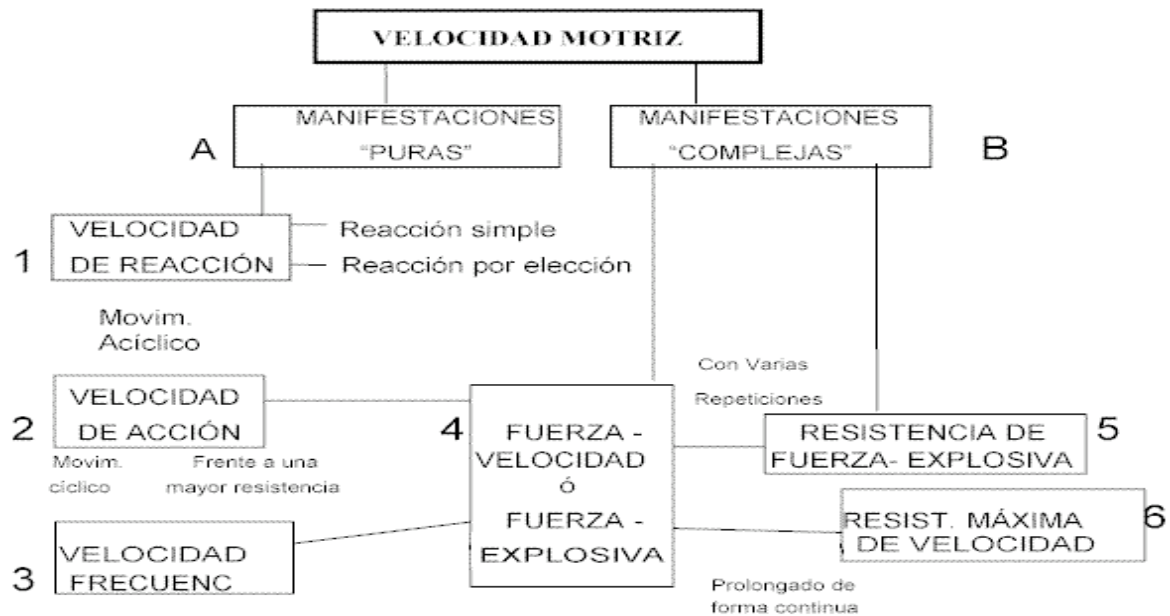 VELOCIDAD MOTRIZ
MANIFESTACIONES
"PURAS"
A
MANIFESTACIONES
"COMPLEJAS"
B
1
VELOCIDAD
DE REACCIÓN
Reacción simple
Reacción por elección
Movim.
Acíclico
2
VELOCIDAD
DE ACCIÓN
Movim.
cíclico
Frente a una
mayor resistencia
3
VELOCIDAD
FRECUENC
4
FUERZA -
VELOCIDAD
ó
FUERZA -
EXPLOSIVA
Con Varias
Repeticiones
RESISTENCIA DE
FUERZA- EXPLOSIVA
5
RESIST. MÁXIMA
DE VELOCIDAD
6
Prolongado de
forma continua